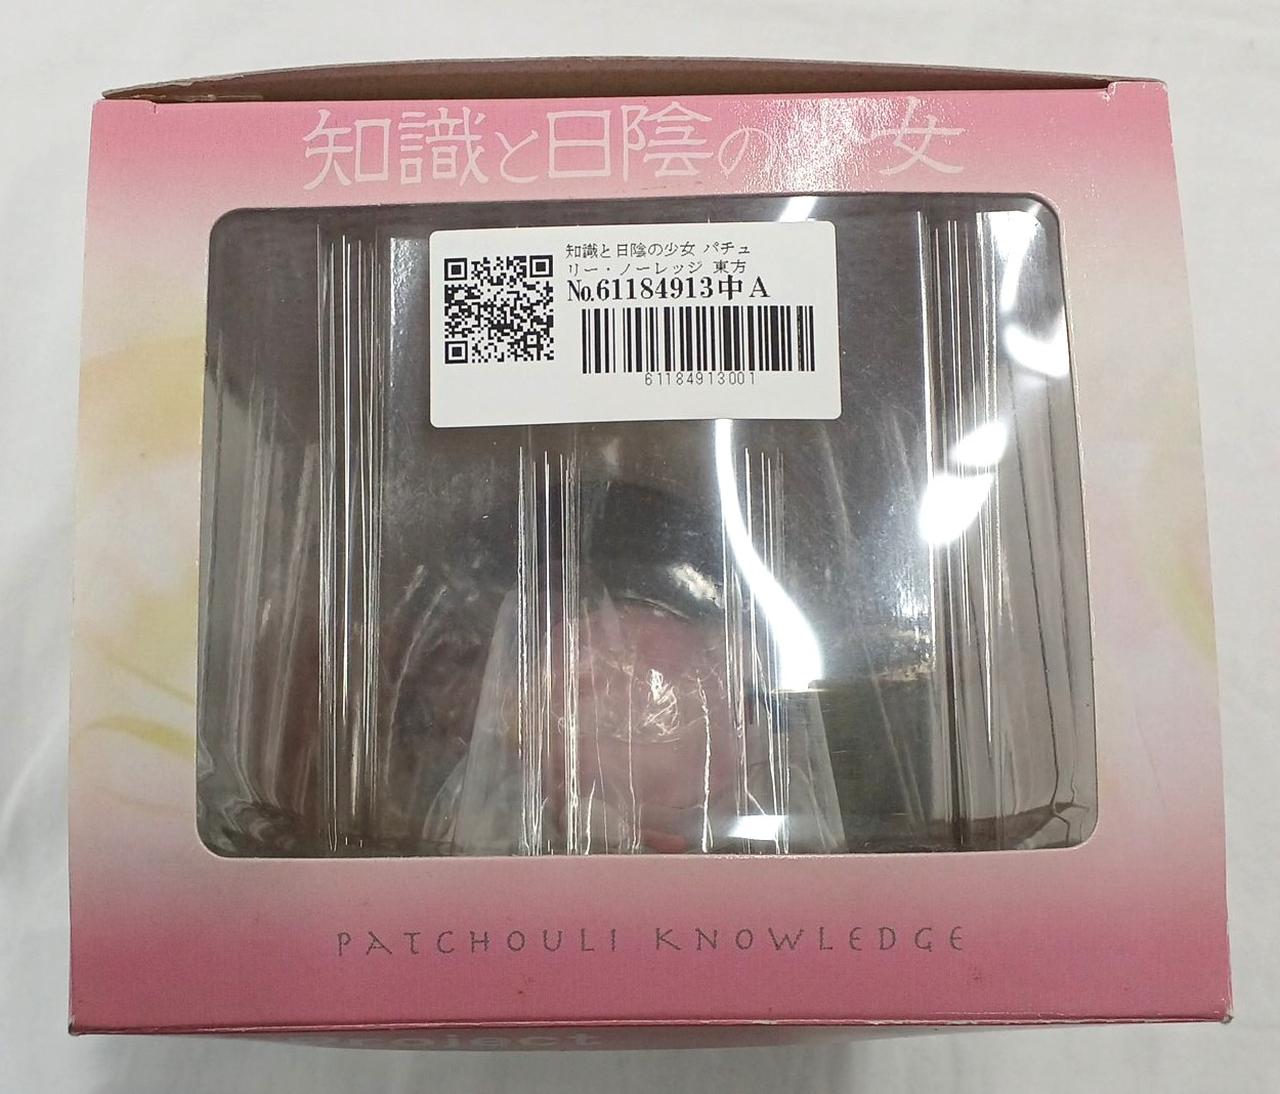 知識と日陰の少女
知識と日陰の少女 パチュ
リー・ノーレッジ 東方
No.61184913中A
61184913001
PATCHOULI KNOWLEDGE
Project